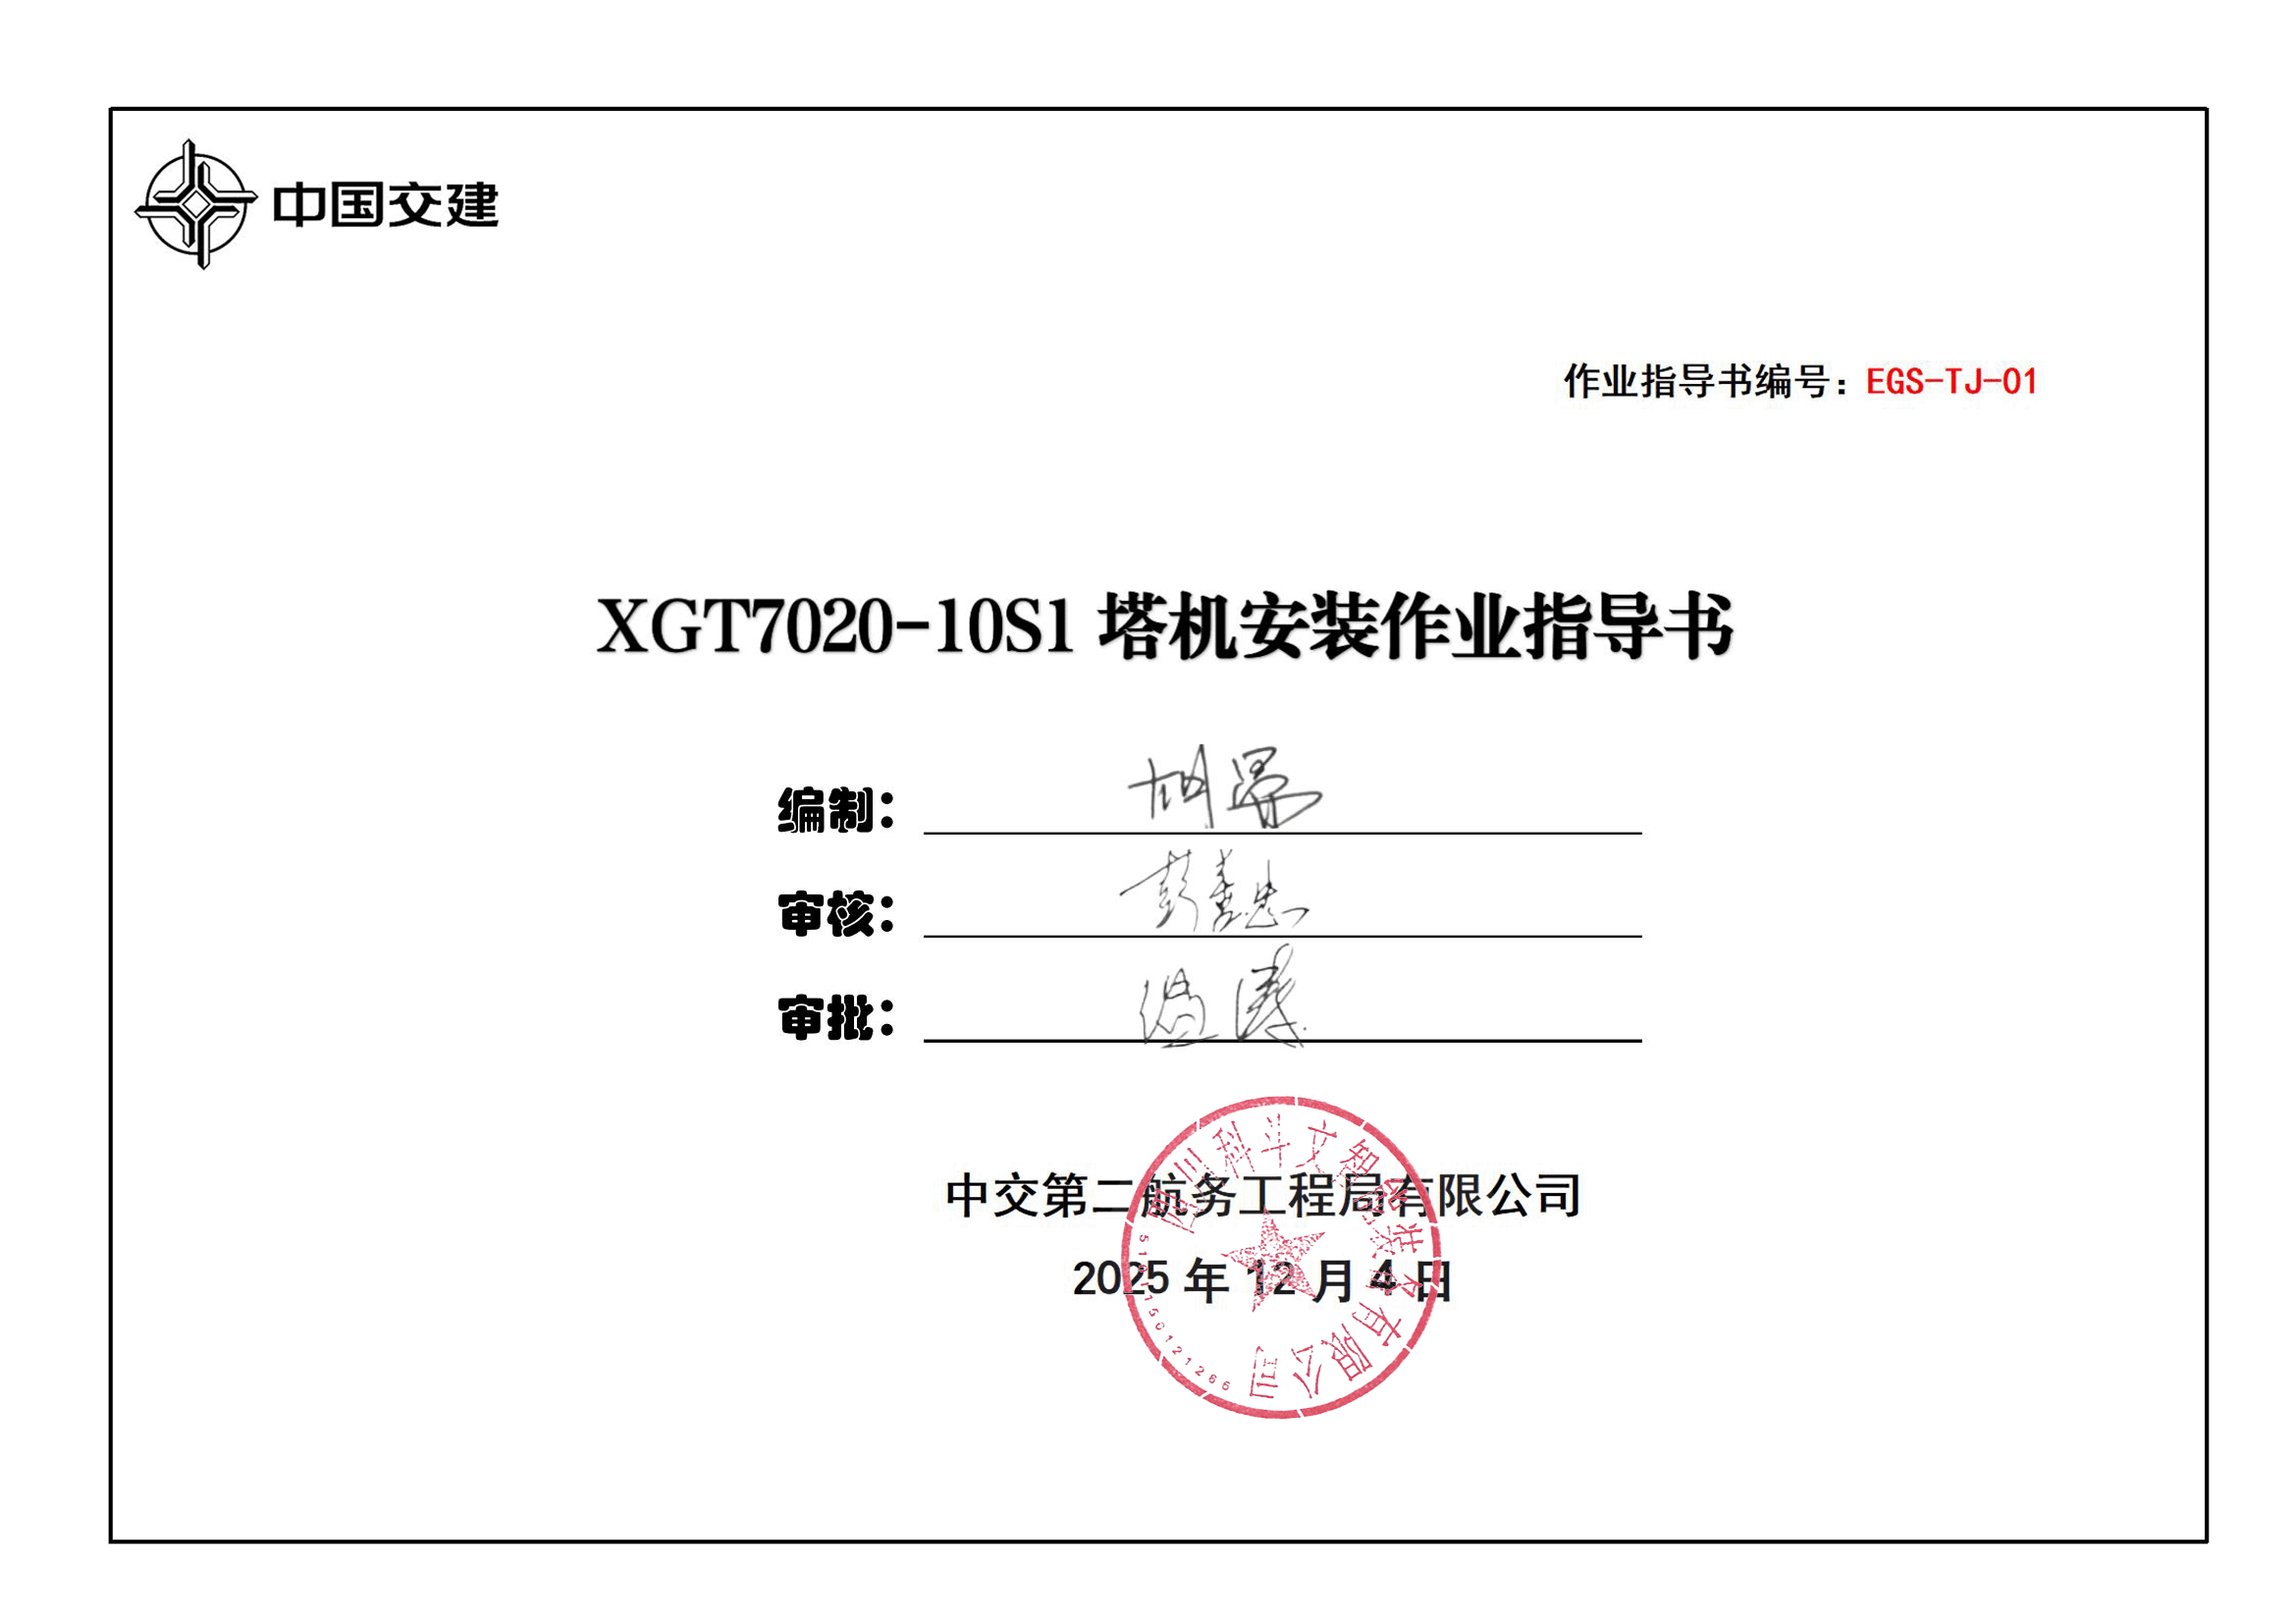 中国交建
作业指导书编号：EGS-TJ-01
XGT7020-10S1 塔机安装作业指导书
编制：
审核：
审批：
中交第二航务工程局有限公司
2025 年 12 月 4 日